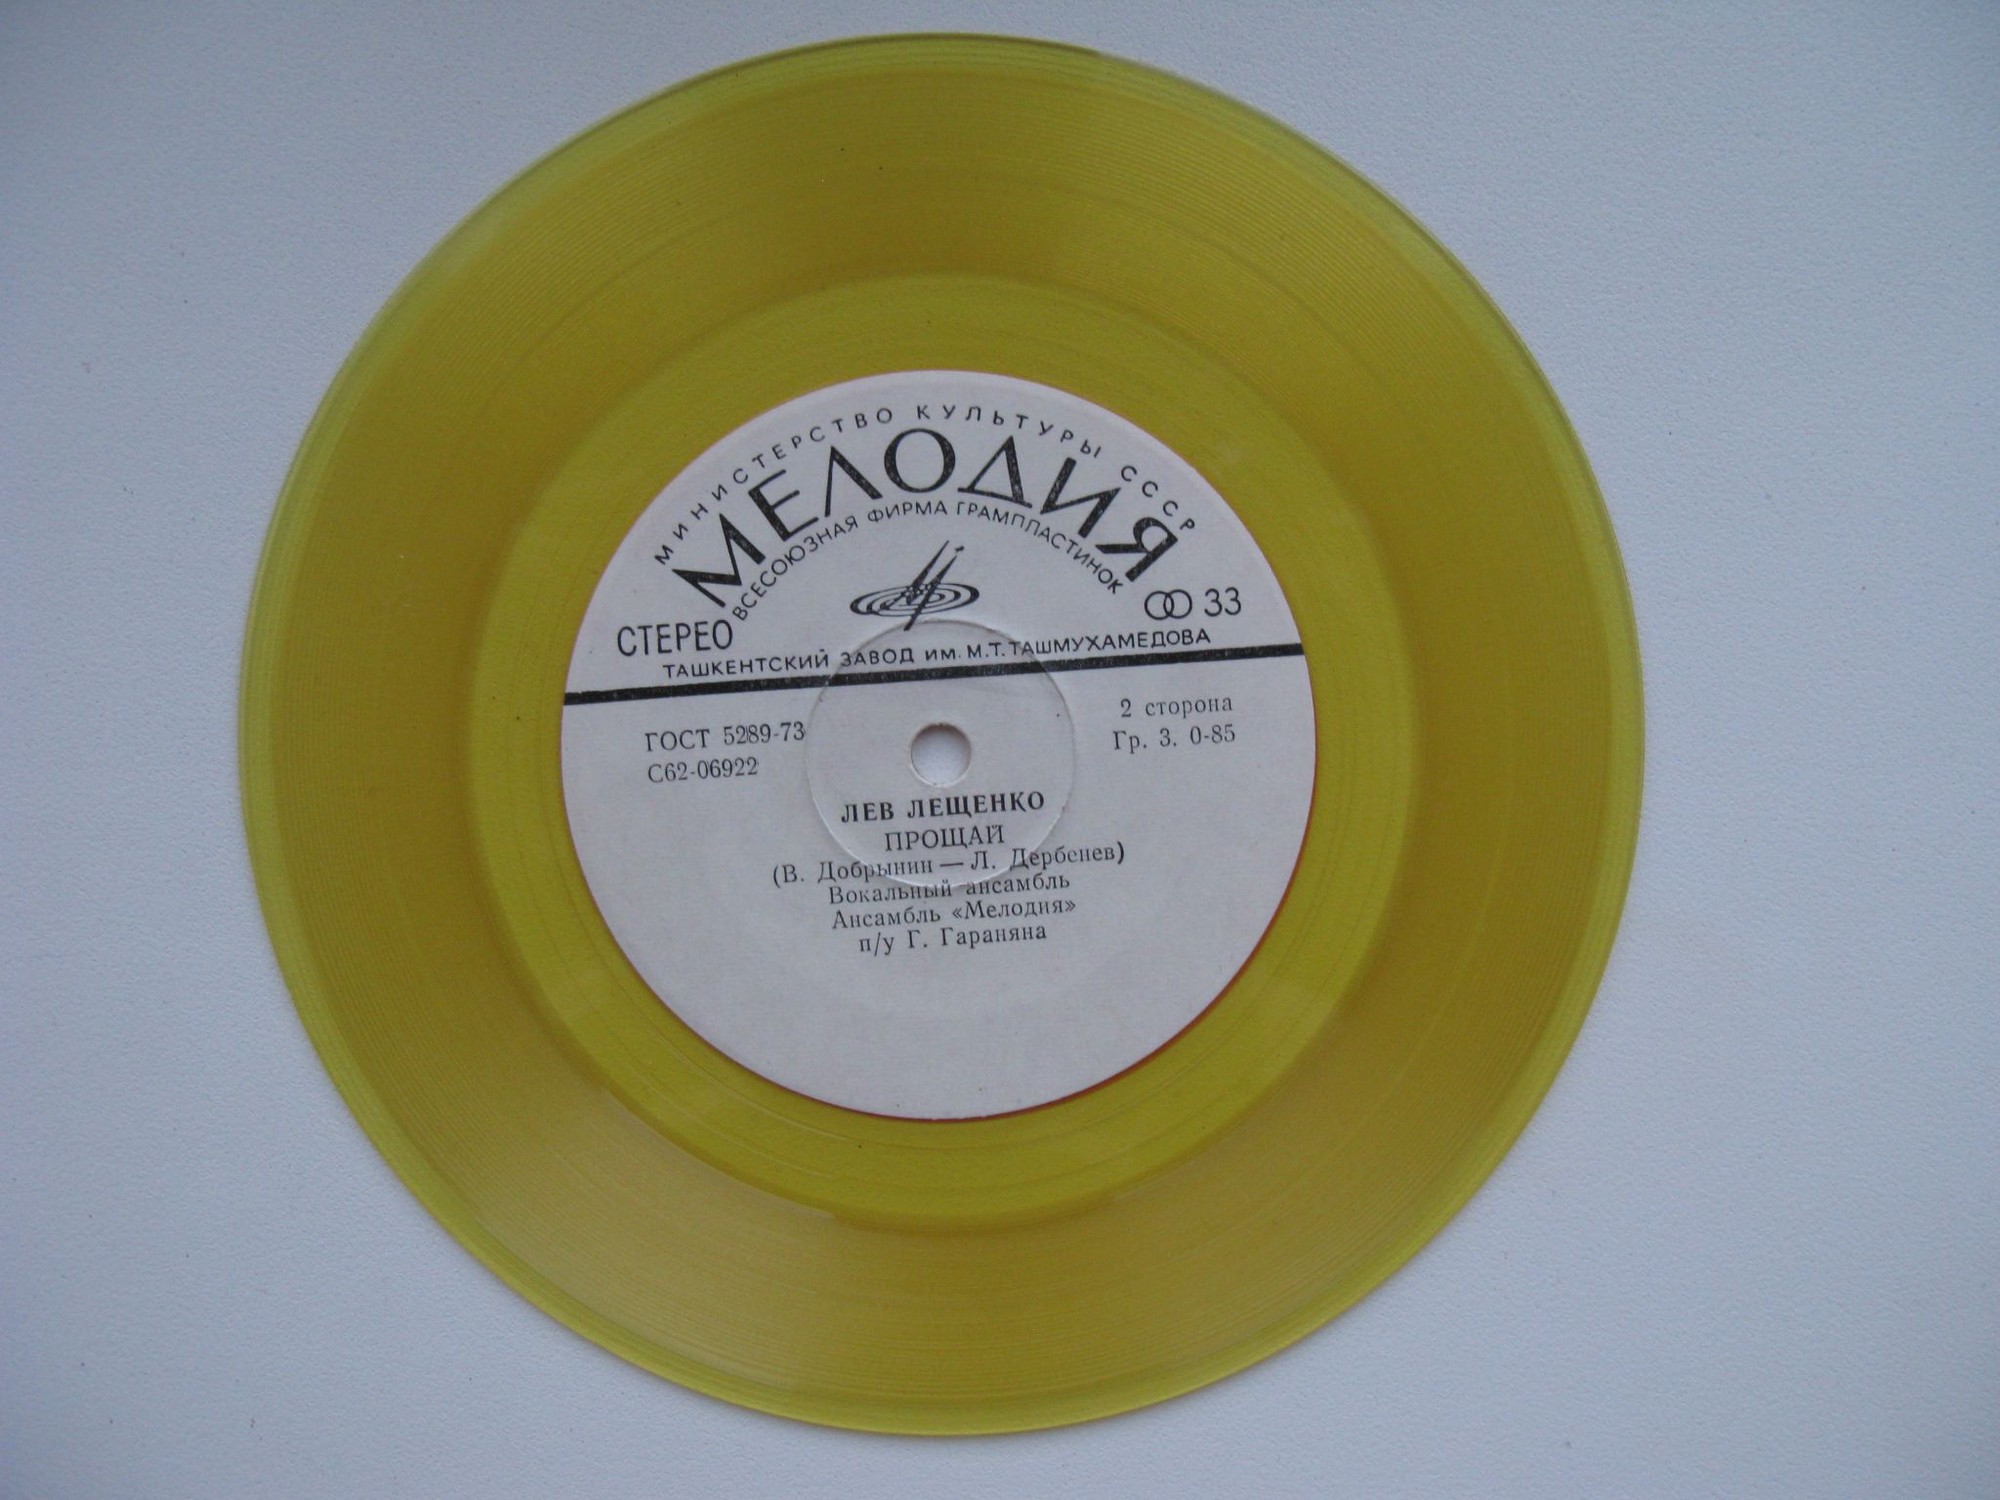 МИНИСТЕРСТВО КУЛЬТУРЫ СССР
МЕЛОДИЯ
ВСЕСОЮЗНАЯ ФИРМА ГРАМПЛАСТИНОК
СТЕРЕО
33
ТАШКЕНТСКИЙ ЗАВОД им. М.Т. ТАШМУХАМЕДОВА
ГОСТ 5289-73
2 сторона
С62-06922
Гр. 3. 0-85
ЛЕВ ЛЕЩЕНКО
ПРОЩАЙ
(В. Добрынин — Л. Дербенев)
Вокальный ансамбль
Ансамбль «Мелодия»
п/у Г. Гараняна